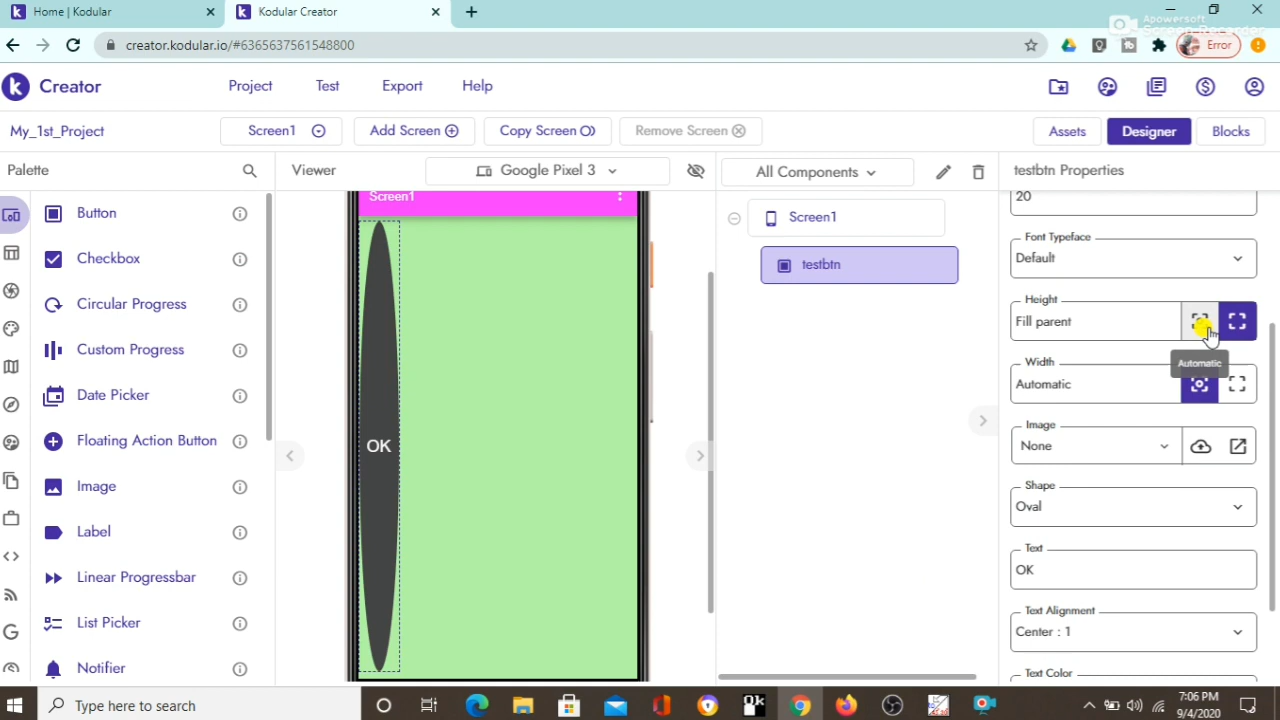 Home | Kodular
Kodular Creator
Apowersoft
Screen Recorder
creator.kodular.io/#6365637561548800
Error
Creator
Project
Test
Export
Help
My_1st_Project
Screen1
Add Screen
Copy Screen
Remove Screen
Assets
Designer
Blocks
Palette
Viewer
Google Pixel 3
All Components
testbtn Properties
Button
Checkbox
Circular Progress
Custom Progress
Date Picker
Floating Action Button
Image
Label
Linear Progressbar
List Picker
Notifier
Screen1
OK
Screen1
testbtn
20
Font Typeface
Default
Height
Fill parent
Automatic
Width
Automatic
Image
None
Shape
Oval
Text
OK
Text Alignment
Center : 1
Text Color
Type here to search
Ok
7:06 PM
9/4/2020